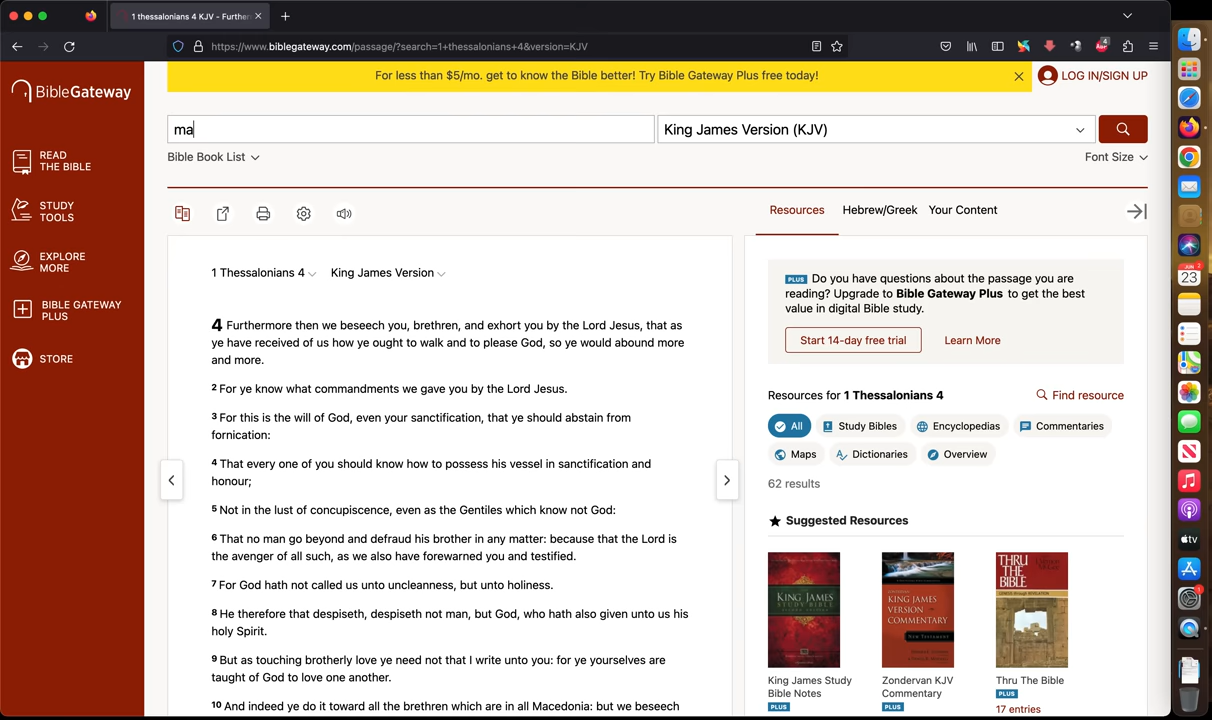 1 thessalonians 4 KJV - Further
https://www.biblegateway.com/passage/?search=1+thessalonians+4&version=KJV
For less than $5/mo. get to know the Bible better! Try Bible Gateway Plus free today!
LOG IN/SIGN UP
BibleGateway
ma
King James Version (KJV)
Bible Book List
Font Size
READ
THE BIBLE
STUDY
TOOLS
EXPLORE
MORE
BIBLE GATEWAY
PLUS
STORE
Resources
Hebrew/Greek
Your Content
1 Thessalonians 4
King James Version
4 Furthermore then we beseech you, brethren, and exhort you by the Lord Jesus, that as
ye have received of us how ye ought to walk and to please God, so ye would abound more
and more.
2 For ye know what commandments we gave you by the Lord Jesus.
3 For this is the will of God, even your sanctification, that ye should abstain from
fornication:
4 That every one of you should know how to possess his vessel in sanctification and
honour;
5 Not in the lust of concupiscence, even as the Gentiles which know not God:
6 That no man go beyond and defraud his brother in any matter: because that the Lord is
the avenger of all such, as we also have forewarned you and testified.
7 For God hath not called us unto uncleanness, but unto holiness.
8 He therefore that despiseth, despiseth not man, but God, who hath also given unto us his
holy Spirit.
9 But as touching brotherly love ye need not that I write unto you: for ye yourselves are
taught of God to love one another.
10 And indeed ye do it toward all the brethren which are in all Macedonia: but we beseech
PLUS Do you have questions about the passage you are
reading? Upgrade to Bible Gateway Plus to get the best
value in digital Bible study.
Start 14-day free trial
Learn More
Resources for 1 Thessalonians 4
Find resource
All
Study Bibles
Encyclopedias
Commentaries
Maps
Dictionaries
Overview
62 results
Suggested Resources
KING JAMES
STUDY BIBLE
KING JAMES
VERSION
COMMENTARY
NEW TESTAMENT
THRU
THE
BIBLE
King James Study
Bible Notes
PLUS
Zondervan KJV
Commentary
PLUS
Thru The Bible
PLUS
17 entries
4
23
tv
1